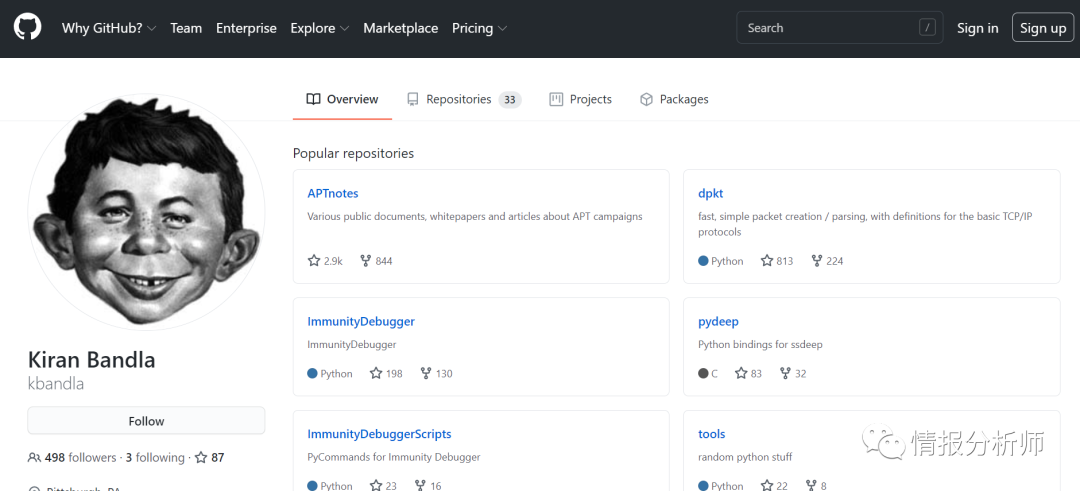 Why GitHub? Team Enterprise Explore Marketplace Pricing Search / Sign in Sign up
Overview Repositories 33 Projects Packages
Popular repositories
APTnotes
Various public documents, whitepapers and articles about APT campaigns
2.9k 844
dpkt
fast, simple packet creation / parsing, with definitions for the basic TCP/IP
protocols
Python 813 224
ImmunityDebugger
ImmunityDebugger
Python 198 130
pydeep
Python bindings for ssdeep
C 83 32
ImmunityDebuggerScripts
PyCommands for Immunity Debugger
Python 23 16
tools
random python stuff
Python 22 8
Kiran Bandla
kbandla
Follow
498 followers · 3 following · 87
Pittsburgh, PA
情报分析师